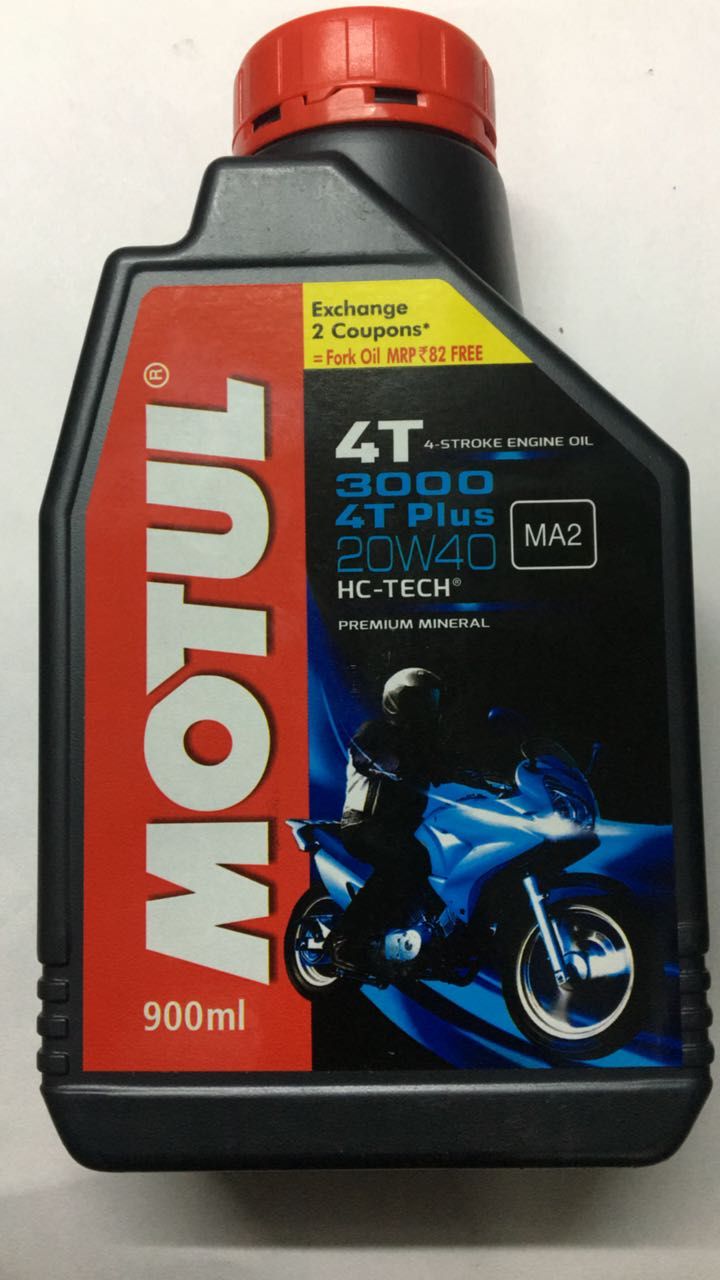 Exchange
2 Coupons*
= Fork Oil MRP ₹82 FREE
MOTUL®
4T 4-STROKE ENGINE OIL
3000
4T Plus
20W40
MA2
HC-TECH®
PREMIUM MINERAL
900ml